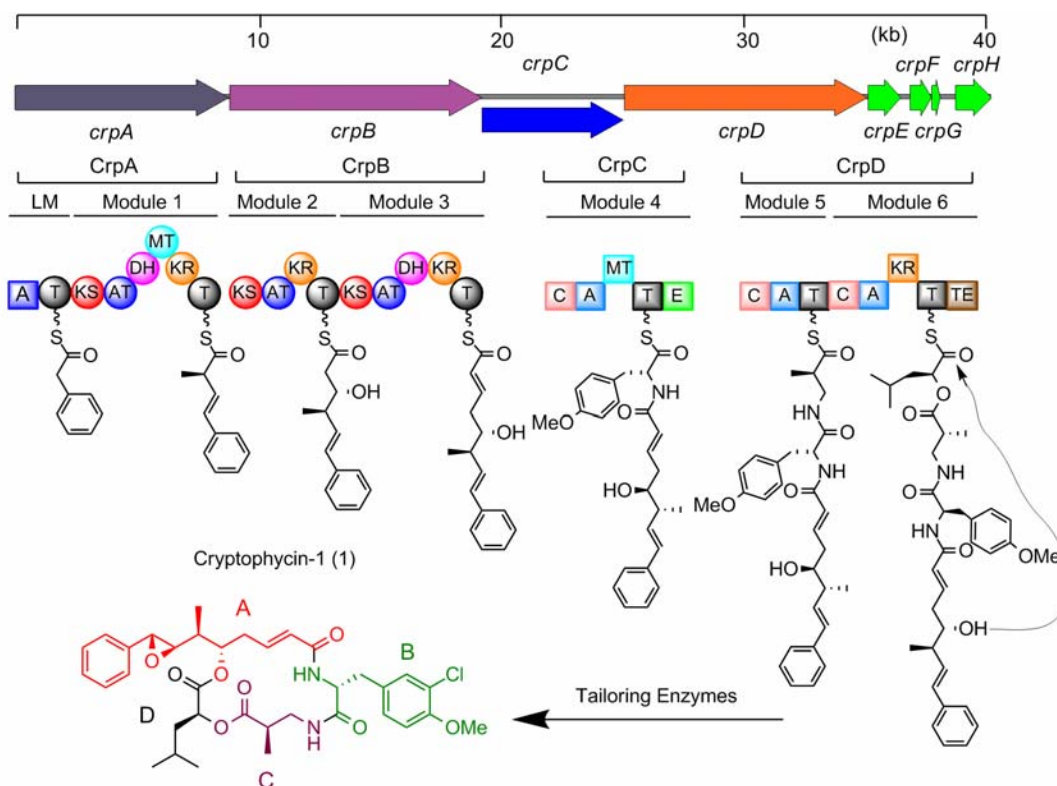 10 20 30 (kb) 40
crpC crpF crpH
crpA crpB crpD crpE crpG
CrpA CrpB CrpC CrpD
LM Module 1 Module 2 Module 3 Module 4 Module 5 Module 6
MT
DH KR KR DH KR MT KR
A T KS AT T KS AT T KS AT T C A T E C A T C A T TE
S S S S S S S
O O O O O O O
OH MeO HN O O
OH HO NH O O
O NH
MeO HN O O
HN O OMe
HO OH
Cryptophycin-1 (1)
A
O
O O HN B Cl
O O
D O O NH OMe
C
Tailoring Enzymes